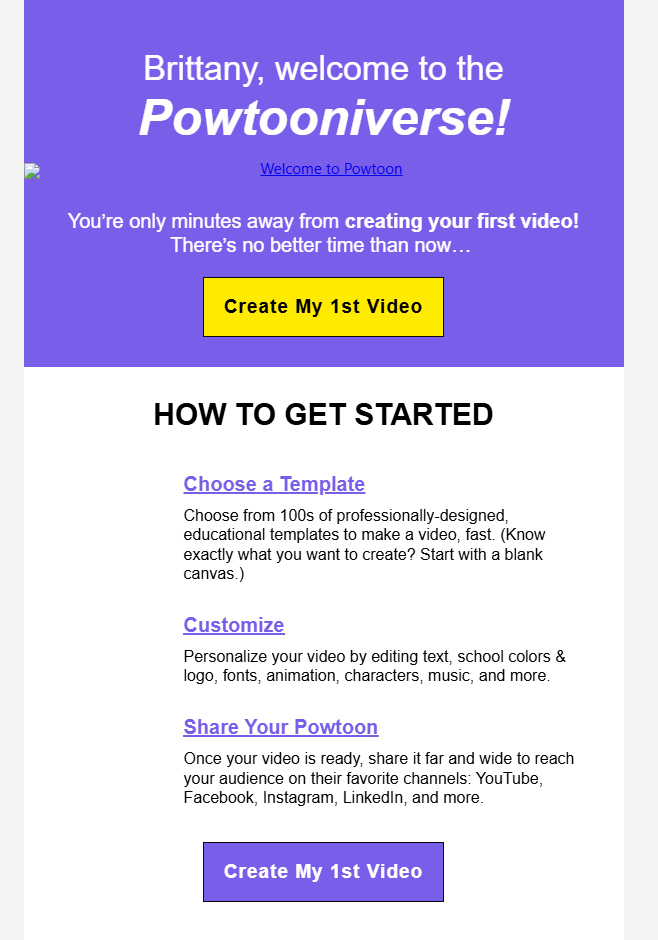 Brittany, welcome to the
Powtooniverse!
Welcome to Powtoon
You’re only minutes away from creating your first video!
There’s no better time than now…
Create My 1st Video
HOW TO GET STARTED
Choose a Template
Choose from 100s of professionally-designed,
educational templates to make a video, fast. (Know
exactly what you want to create? Start with a blank
canvas.)
Customize
Personalize your video by editing text, school colors &
logo, fonts, animation, characters, music, and more.
Share Your Powtoon
Once your video is ready, share it far and wide to reach
your audience on their favorite channels: YouTube,
Facebook, Instagram, LinkedIn, and more.
Create My 1st Video